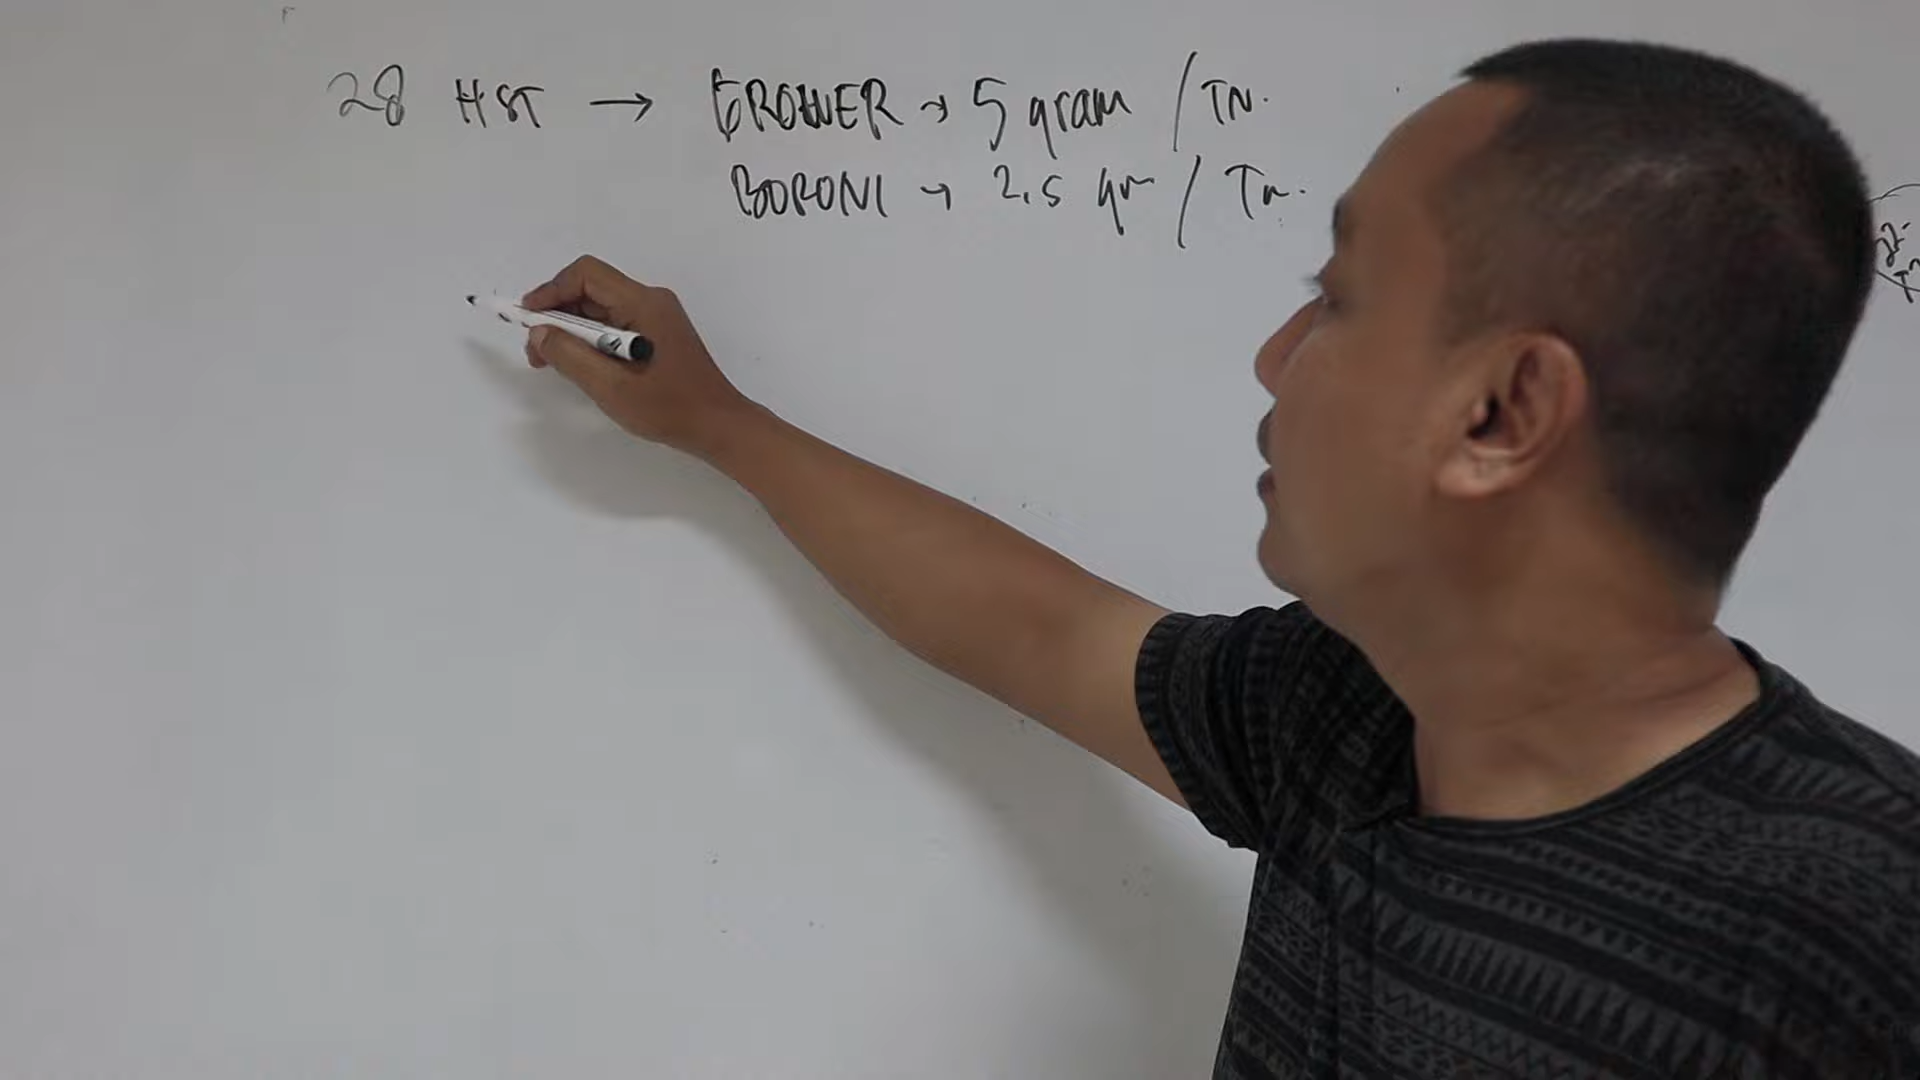 28 HST → GROWER → 5 gram / TN.
BORONI → 2.5 gr / Tn.